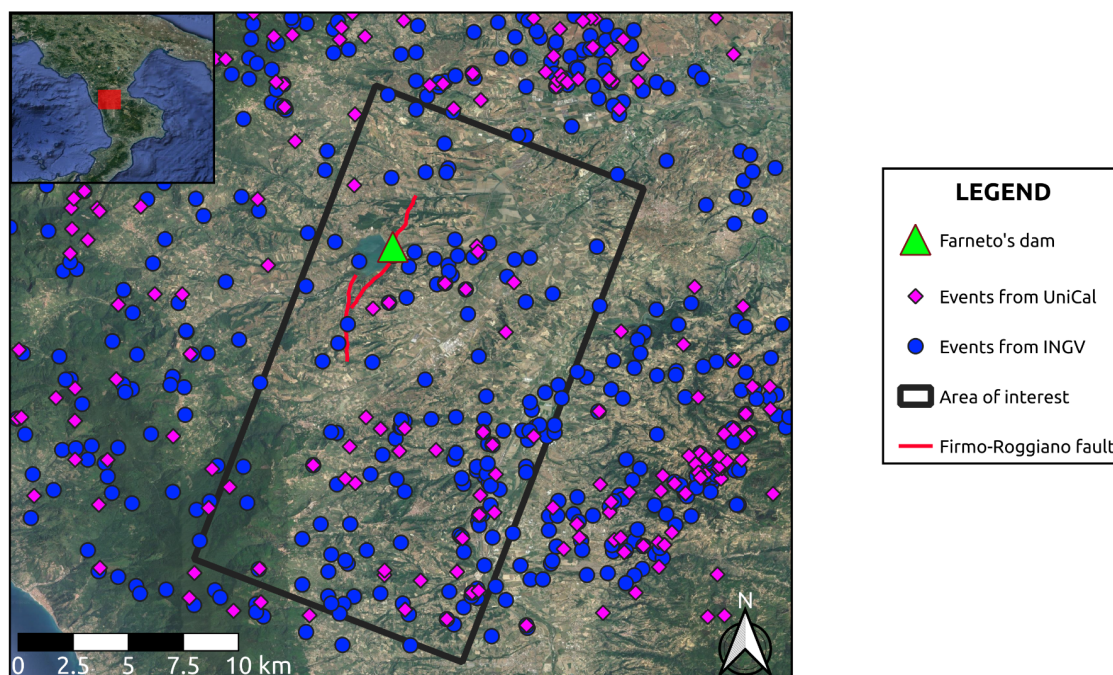 LEGEND
Farneto's dam
Events from UniCal
Events from INGV
Area of interest
Firmo-Roggiano fault
N
0 2.5 5 7.5 10 km